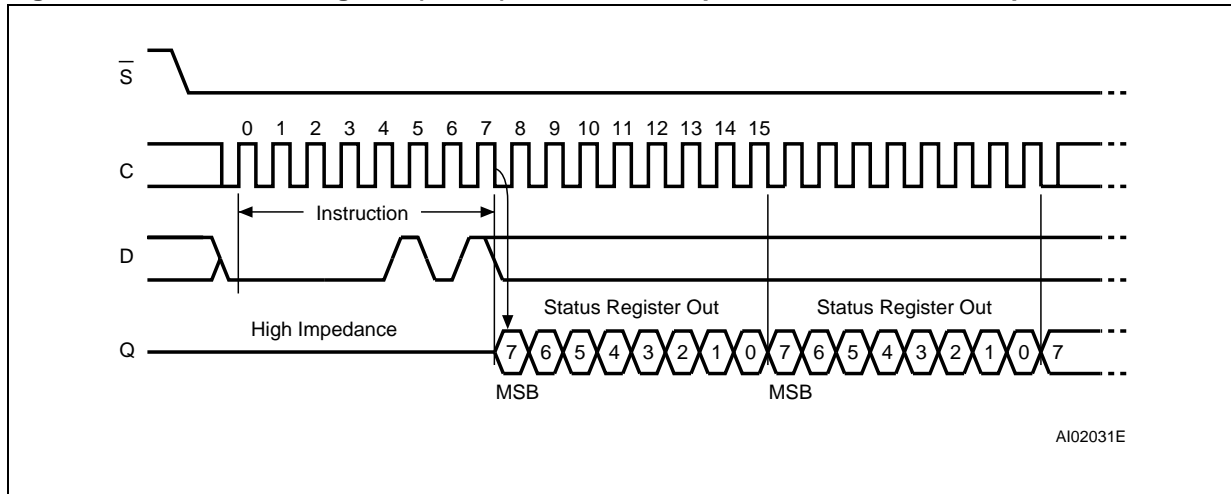 S
0 1 2 3 4 5 6 7 8 9 10 11 12 13 14 15
C
Instruction
D
Status Register Out Status Register Out
High Impedance
Q
7 6 5 4 3 2 1 0 7 6 5 4 3 2 1 0 7
MSB MSB
AI02031E